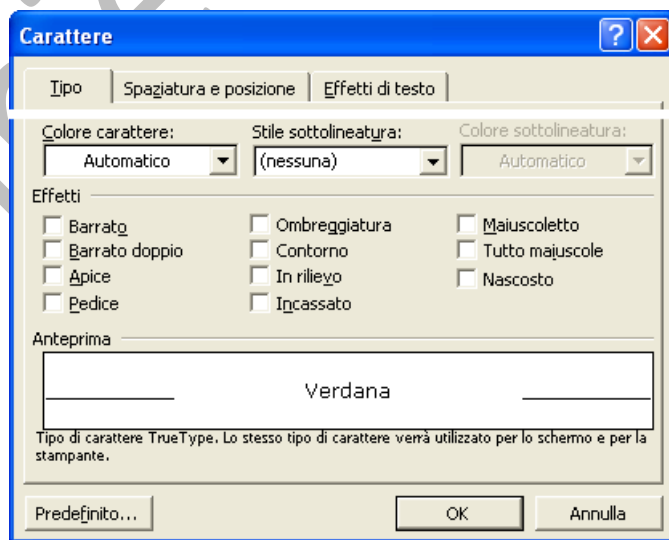 Carattere
Tipo Spaziatura e posizione Effetti di testo
Colore carattere: Stile sottolineatura: Colore sottolineatura:
Automatico (nessuna) Automatico
Effetti
Barrato Ombreggiatura Maiuscoletto
Barrato doppio Contorno Tutto maiuscole
Apice In rilievo Nascosto
Pedice Incassato
Anteprima
Verdana
Tipo di carattere TrueType. Lo stesso tipo di carattere verrà utilizzato per lo schermo e per la
stampante.
Predefinito... OK Annulla